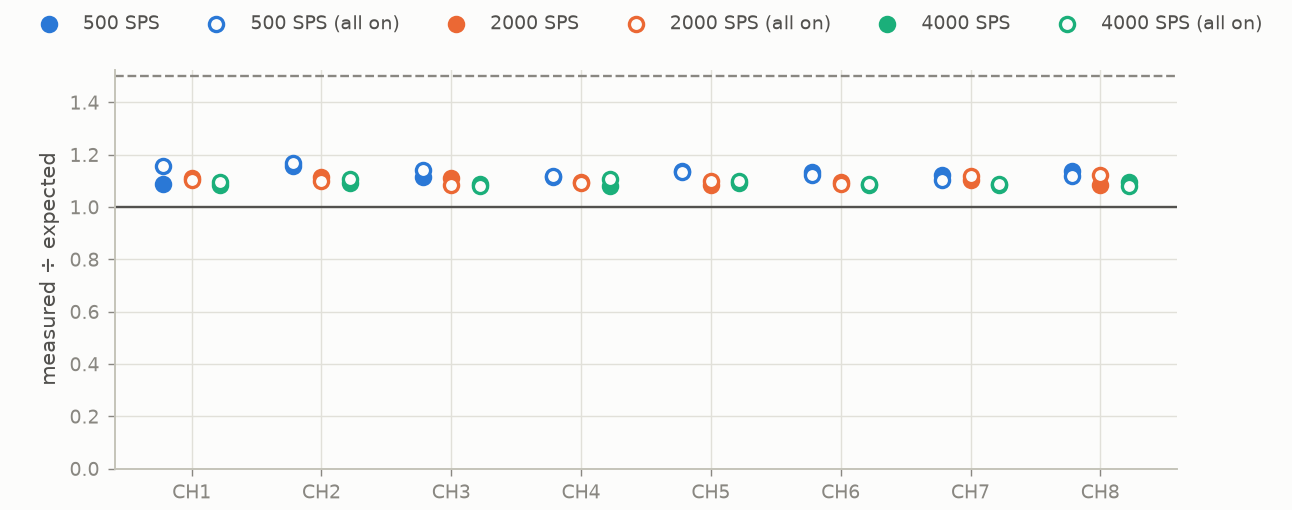 500 SPS 500 SPS (all on) 2000 SPS 2000 SPS (all on) 4000 SPS 4000 SPS (all on)
measured ÷ expected
1.4
1.2
1.0
0.8
0.6
0.4
0.2
0.0
CH1 CH2 CH3 CH4 CH5 CH6 CH7 CH8